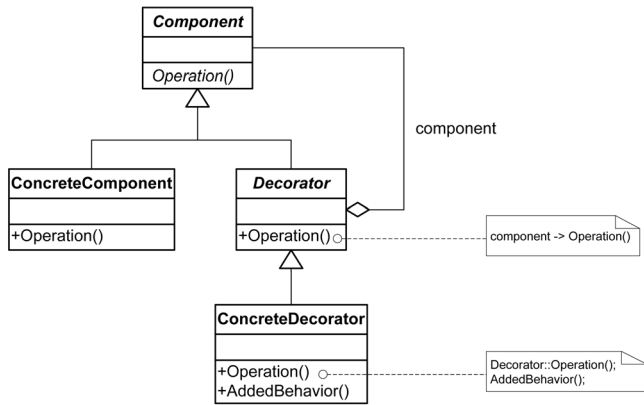 Component
Operation()
component
ConcreteComponent
+Operation()
Decorator
+Operation()
component -> Operation()
ConcreteDecorator
+Operation()
+AddedBehavior()
Decorator::Operation();
AddedBehavior();